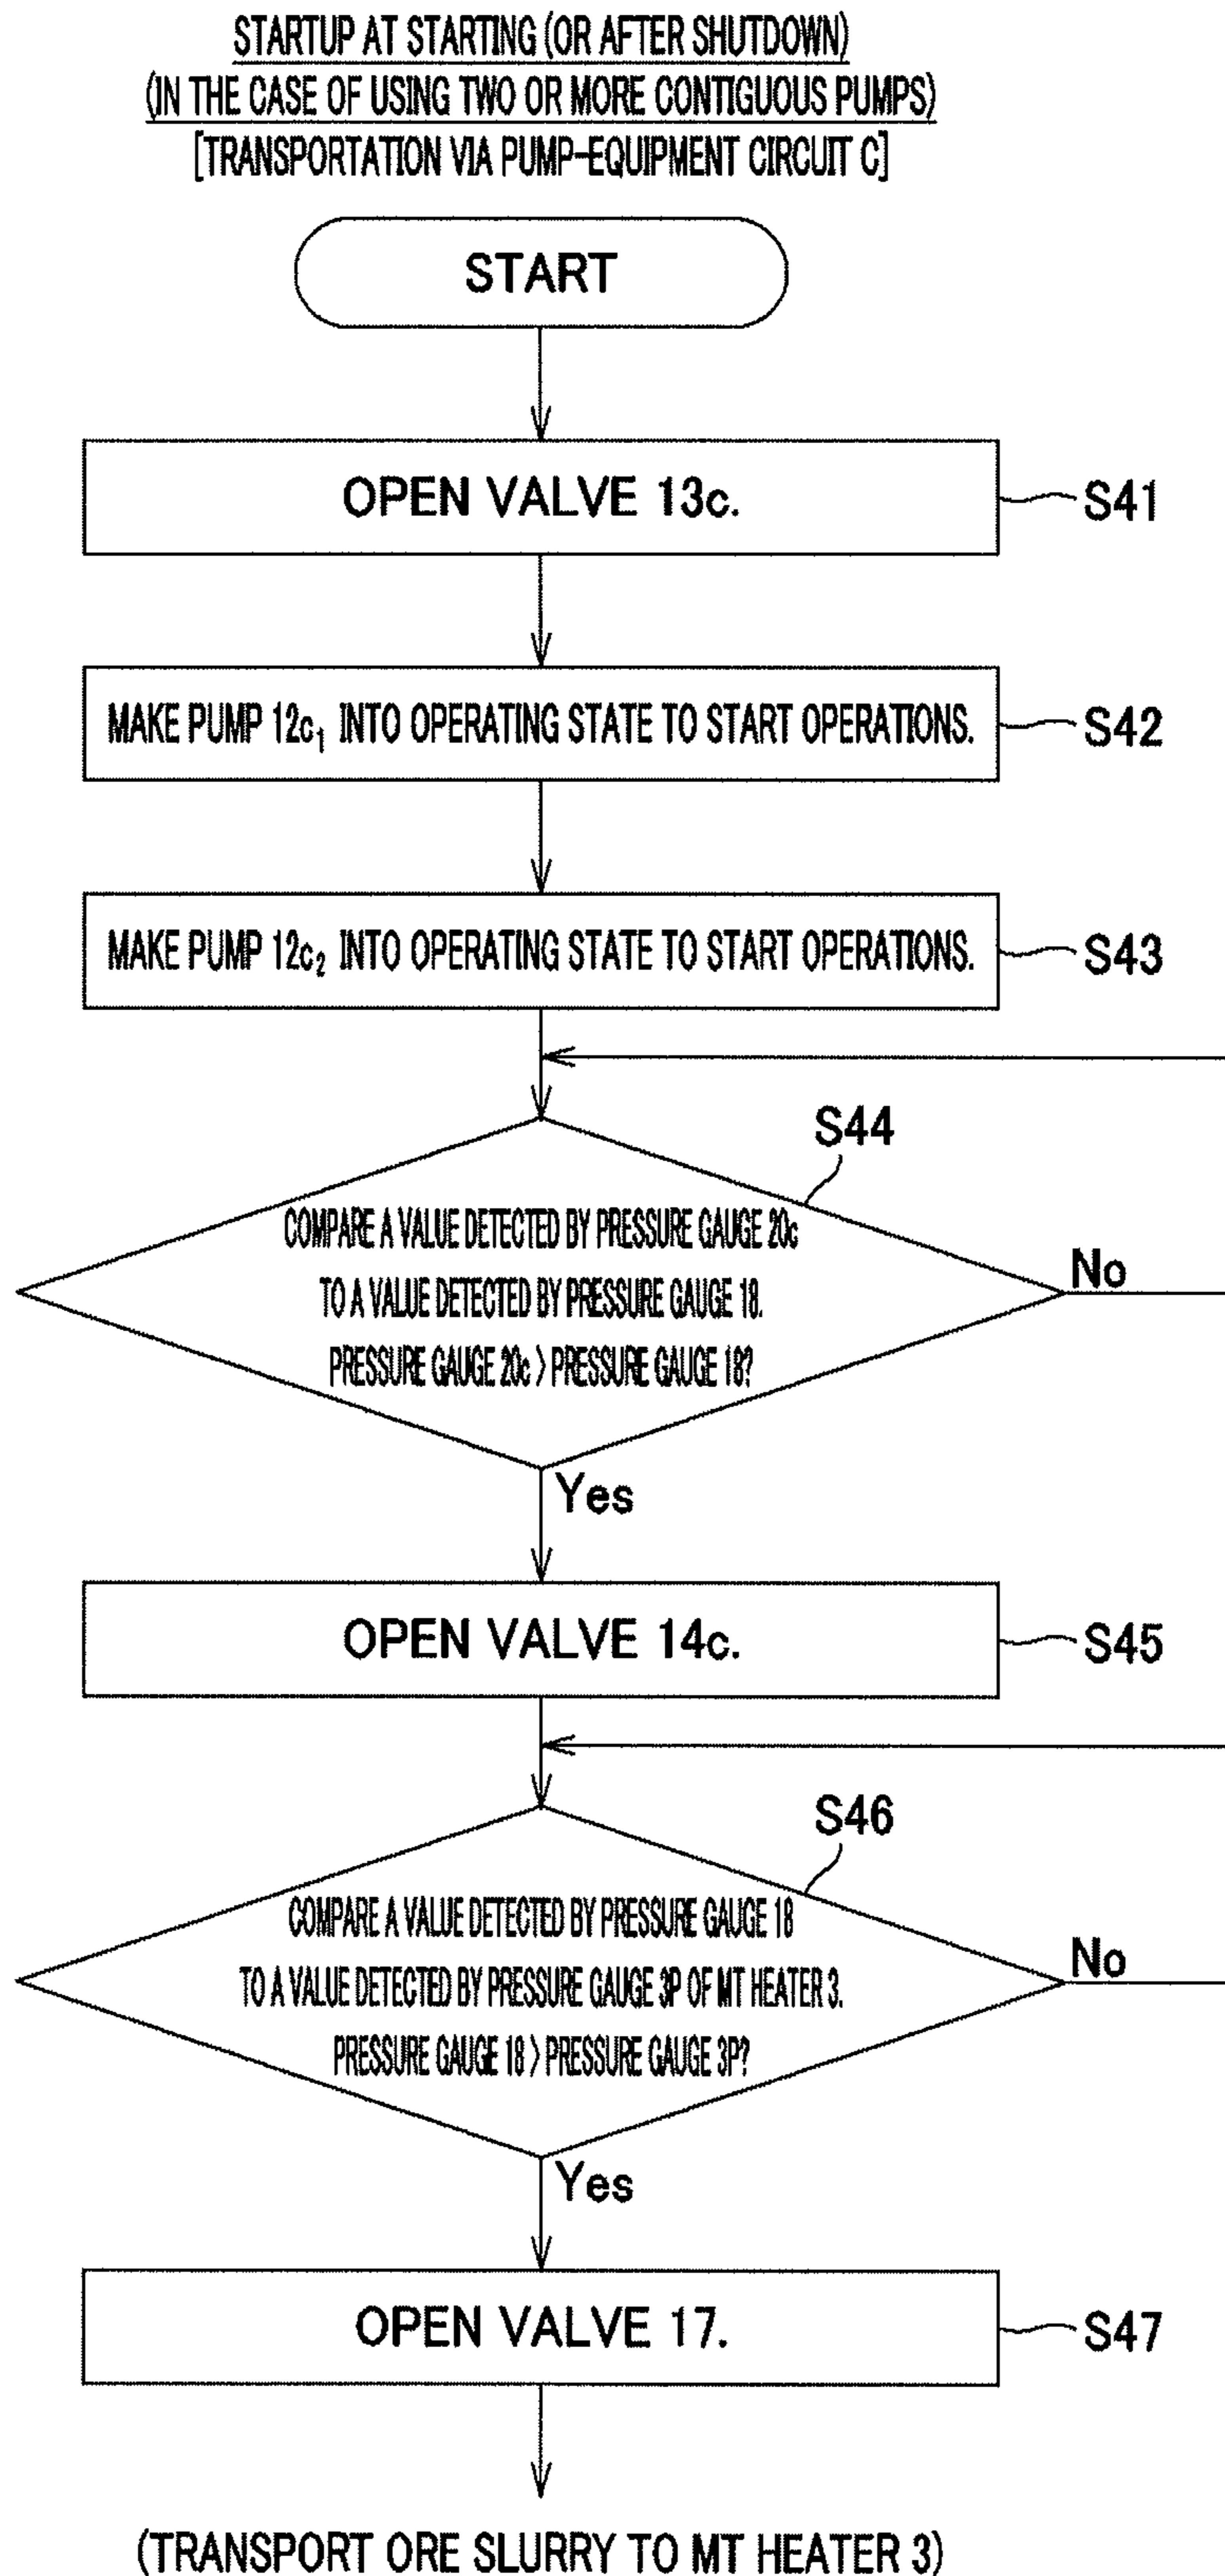 STARTUP AT STARTING (OR AFTER SHUTDOWN)
(IN THE CASE OF USING TWO OR MORE CONTIGUOUS PUMPS)
[TRANSPORTATION VIA PUMP-EQUIPMENT CIRCUIT C]
START
OPEN VALVE 13c.
S41
MAKE PUMP 12c₁ INTO OPERATING STATE TO START OPERATIONS.
S42
MAKE PUMP 12c₂ INTO OPERATING STATE TO START OPERATIONS.
S43
S44
COMPARE A VALUE DETECTED BY PRESSURE GAUGE 20c
TO A VALUE DETECTED BY PRESSURE GAUGE 18.
PRESSURE GAUGE 20c > PRESSURE GAUGE 18?
No
Yes
OPEN VALVE 14c.
S45
S46
COMPARE A VALUE DETECTED BY PRESSURE GAUGE 18
TO A VALUE DETECTED BY PRESSURE GAUGE 3P OF MT HEATER 3.
PRESSURE GAUGE 18 > PRESSURE GAUGE 3P?
No
Yes
OPEN VALVE 17.
S47
(TRANSPORT ORE SLURRY TO MT HEATER 3)